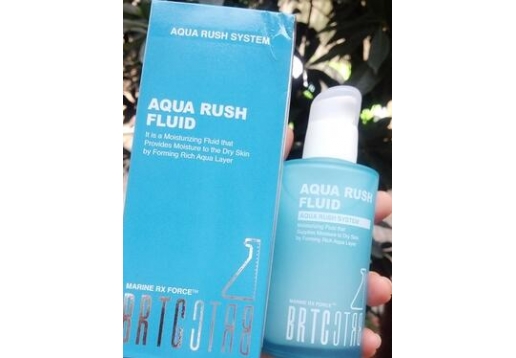 AQUA RUSH SYSTEM
AQUA RUSH
FLUID
It is a Moisturizing Fluid that
Provides Moisture to the Dry Skin
by Forming Rich Aqua Layer
MARINE RX FORCE™
BRTC
AQUA RUSH
FLUID
AQUA RUSH SYSTEM
Moisturizing Fluid that
Supplies Moisture to Dry Skin
by Forming Rich Aqua Layer
MARINE RX FORCE™
BRTC